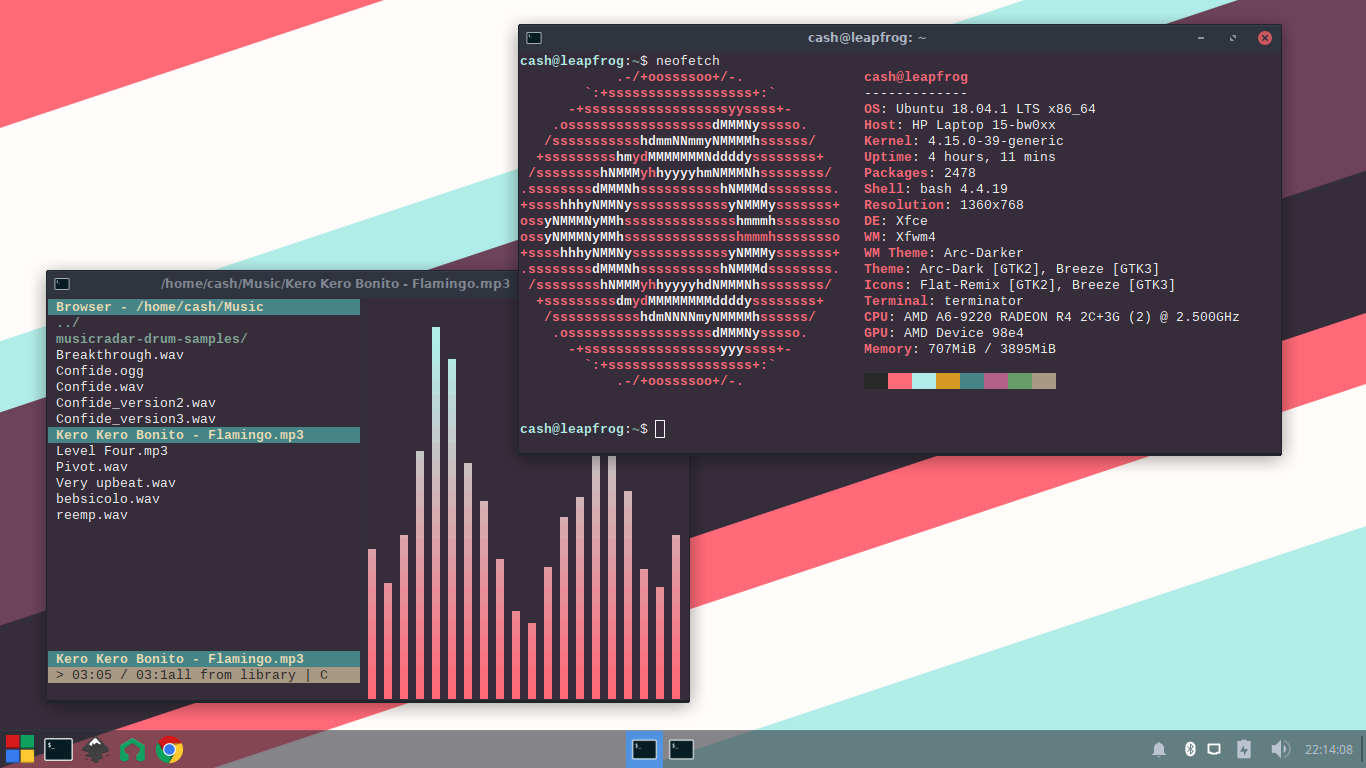 cash@leapfrog: ~
cash@leapfrog:~$ neofetch
.-/+oossssoo+/-.
`:+ssssssssssssssssss+:`
-+ssssssssssssssssssyyssss+-
.ossssssssssssssssssdMMMNysssso.
/ssssssssssshdmmNNmmyNMMMMhssssss/
+ssssssssshmydMMMMMMMNddddyssssssss+
/sssssssshNMMMyhhyyyyhmNMMMNhssssssss/
.ssssssssdMMMNhsssssssssshNMMMdssssssss.
+sssshhhyNMMNyssssssssssssyNMMMysssssss+
ossyNMMMNyMMhsssssssssssssshmmmhssssssso
ossyNMMMNyMMhsssssssssssssshmmmhssssssso
+sssshhhyNMMNyssssssssssssyNMMMysssssss+
.ssssssssdMMMNhsssssssssshNMMMdssssssss.
/sssssssshNMMMyhhyyyyhdNMMMNhssssssss/
+sssssssssdmydMMMMMMMMddddyssssssss+
/ssssssssssshdmNNNNmyNMMMMhssssss/
.ossssssssssssssssssdMMMNysssso.
-+sssssssssssssssssyyyssss+-
`:+ssssssssssssssssss+:`
.-/+oossssoo+/-.
cash@leapfrog
-------------
OS: Ubuntu 18.04.1 LTS x86_64
Host: HP Laptop 15-bw0xx
Kernel: 4.15.0-39-generic
Uptime: 4 hours, 11 mins
Packages: 2478
Shell: bash 4.4.19
Resolution: 1360x768
DE: Xfce
WM: Xfwm4
WM Theme: Arc-Darker
Theme: Arc-Dark [GTK2], Breeze [GTK3]
Icons: Flat-Remix [GTK2], Breeze [GTK3]
Terminal: terminator
CPU: AMD A6-9220 RADEON R4 2C+3G (2) @ 2.500GHz
GPU: AMD Device 98e4
Memory: 707MiB / 3895MiB
cash@leapfrog:~$
/home/cash/Music/Kero Kero Bonito - Flamingo.mp3
Browser - /home/cash/Music
../
musicradar-drum-samples/
Breakthrough.wav
Confide.ogg
Confide.wav
Confide_version2.wav
Confide_version3.wav
Kero Kero Bonito - Flamingo.mp3
Level Four.mp3
Pivot.wav
Very upbeat.wav
bebsicolo.wav
reemp.wav
Kero Kero Bonito - Flamingo.mp3
> 03:05 / 03:1all from library | C
22:14:08